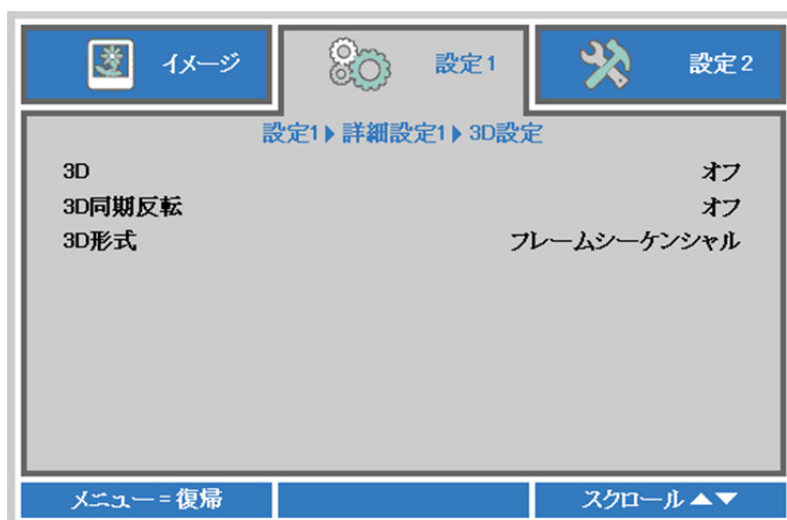 イメージ
設定1
設定2
設定1▶詳細設定1▶3D設定
3D オフ
3D同期反転 オフ
3D形式 フレームシーケンシャル
メニュー=復帰
スクロール▲▼